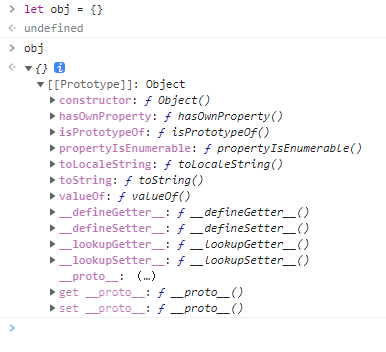 let obj = {}
undefined
obj
{} i
[[Prototype]]: Object
constructor: ƒ Object()
hasOwnProperty: ƒ hasOwnProperty()
isPrototypeOf: ƒ isPrototypeOf()
propertyIsEnumerable: ƒ propertyIsEnumerable()
toLocaleString: ƒ toLocaleString()
toString: ƒ toString()
valueOf: ƒ valueOf()
__defineGetter__: ƒ __defineGetter__()
__defineSetter__: ƒ __defineSetter__()
__lookupGetter__: ƒ __lookupGetter__()
__lookupSetter__: ƒ __lookupSetter__()
__proto__: (…)
get __proto__: ƒ __proto__()
set __proto__: ƒ __proto__()